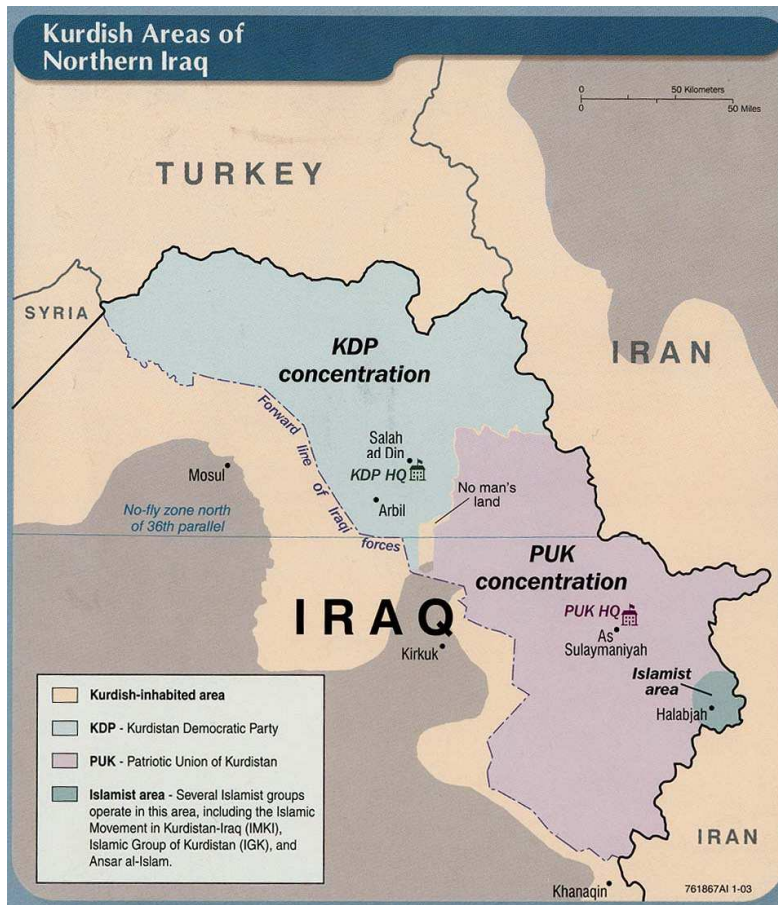 Kurdish Areas of
Northern Iraq
0 50 Kilometers
0 50 Miles
TURKEY
SYRIA
IRAN
KDP
concentration
Forward line of Iraqi forces
Salah
ad Din
KDP HQ
Mosul
Arbil
No man's
land
No-fly zone north
of 36th parallel
PUK
concentration
IRAQ
PUK HQ
As
Sulaymaniyah
Kirkuk
Islamist
area
Halabjah
Kurdish-inhabited area
KDP - Kurdistan Democratic Party
PUK - Patriotic Union of Kurdistan
Islamist area - Several Islamist groups
operate in this area, including the Islamic
Movement in Kurdistan-Iraq (IMKI),
Islamic Group of Kurdistan (IGK), and
Ansar al-Islam.
IRAN
Khanaqin
761867AI 1-03